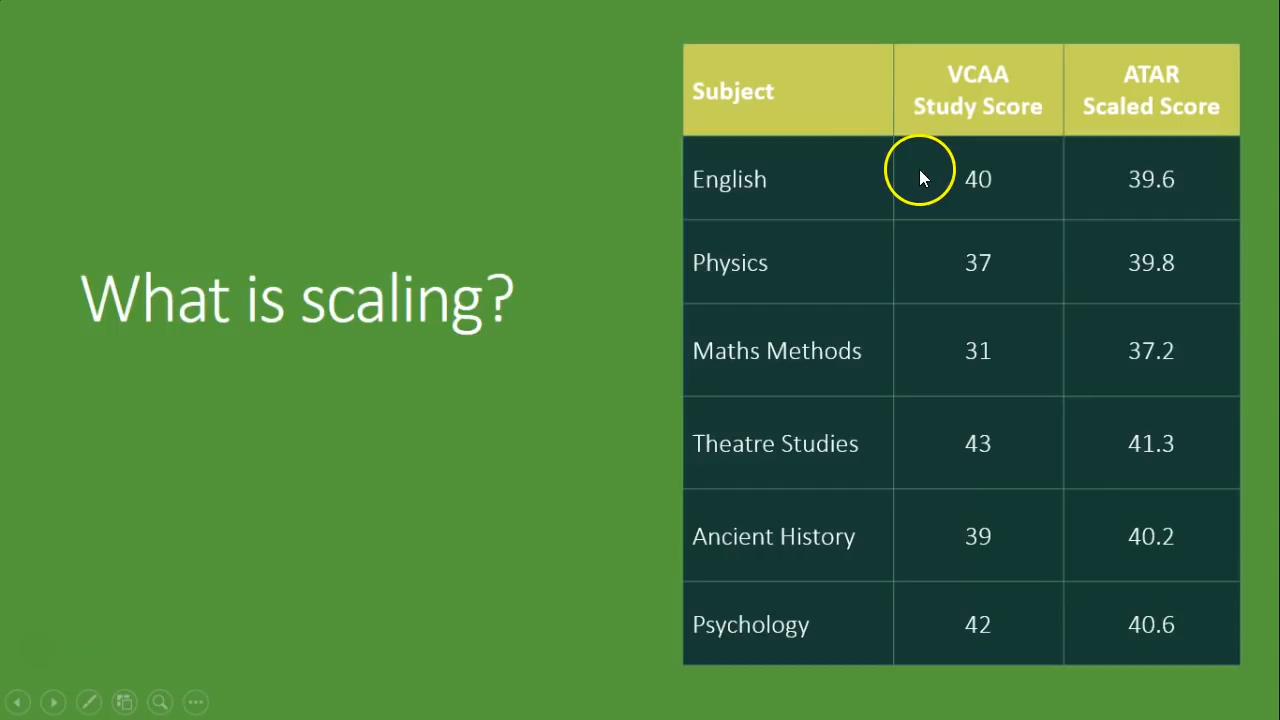 What is scaling?
Subject VCAA Study Score ATAR Scaled Score
English 40 39.6
Physics 37 39.8
Maths Methods 31 37.2
Theatre Studies 43 41.3
Ancient History 39 40.2
Psychology 42 40.6